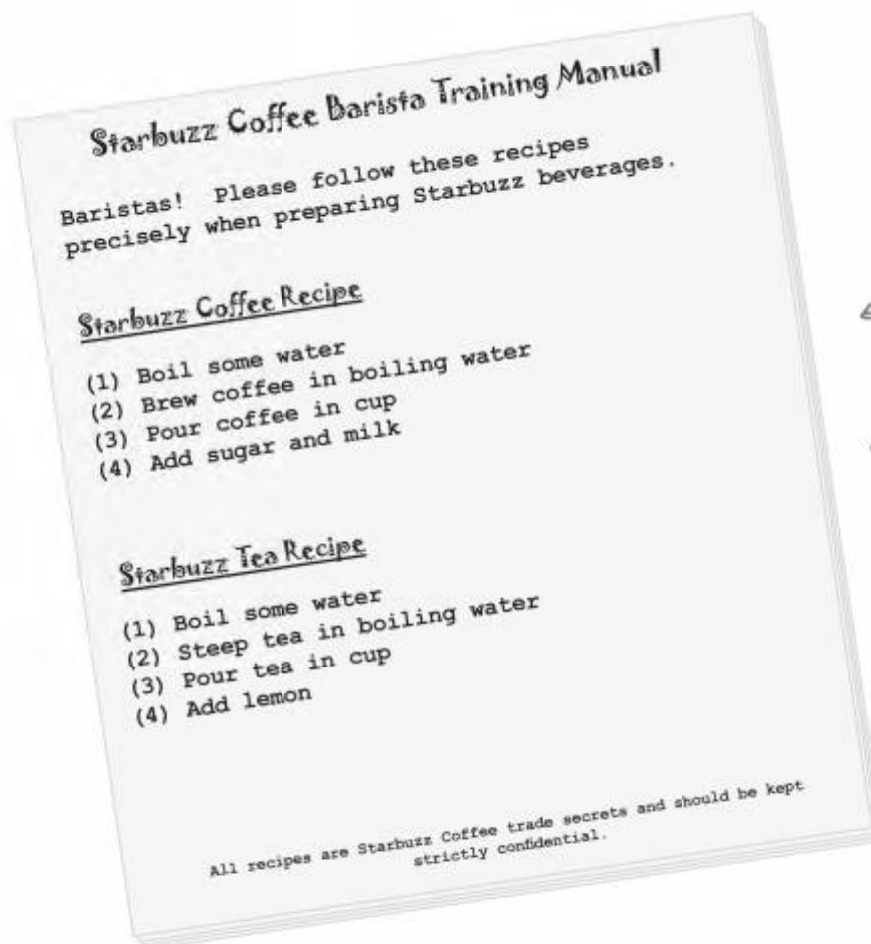 Starbuzz Coffee Barista Training Manual
Baristas! Please follow these recipes
precisely when preparing Starbuzz beverages.
Starbuzz Coffee Recipe
(1) Boil some water
(2) Brew coffee in boiling water
(3) Pour coffee in cup
(4) Add sugar and milk
Starbuzz Tea Recipe
(1) Boil some water
(2) Steep tea in boiling water
(3) Pour tea in cup
(4) Add lemon
All recipes are Starbuzz Coffee trade secrets and should be kept
strictly confidential.